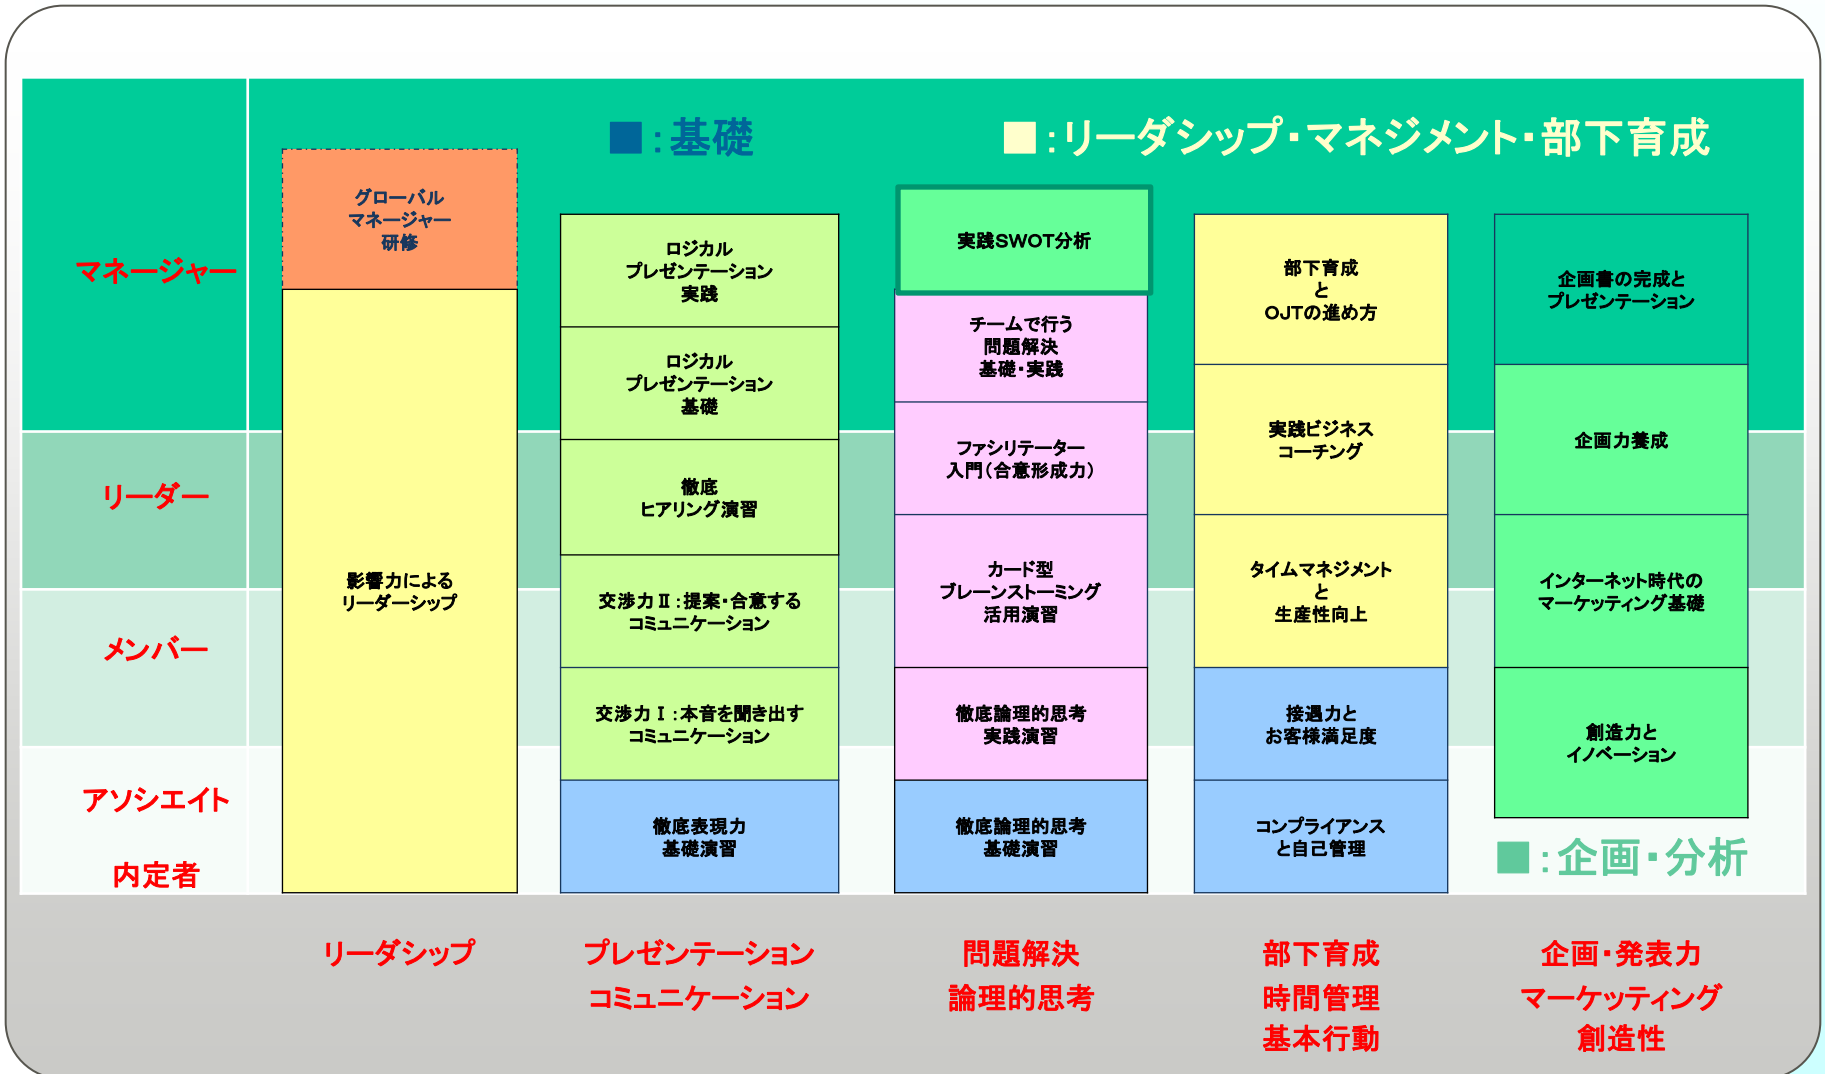 ■：基礎
■：リーダシップ・マネジメント・部下育成
マネージャー
リーダー
メンバー
アソシエイト
内定者
グローバル
マネージャー
研修
影響力による
リーダーシップ
ロジカル
プレゼンテーション
実践
ロジカル
プレゼンテーション
基礎
徹底
ヒアリング演習
交渉力Ⅱ：提案・合意する
コミュニケーション
交渉力Ⅰ：本音を聞き出す
コミュニケーション
徹底表現力
基礎演習
実践SWOT分析
チームで行う
問題解決
基礎・実践
ファシリテーター
入門（合意形成力）
カード型
ブレーンストーミング
活用演習
徹底論理的思考
実践演習
徹底論理的思考
基礎演習
部下育成
と
OJTの進め方
実践ビジネス
コーチング
タイムマネジメント
と
生産性向上
接遇力と
お客様満足度
コンプライアンス
と自己管理
企画書の完成と
プレゼンテーション
企画力養成
インターネット時代の
マーケッティング基礎
創造力と
イノベーション
■：企画・分析
リーダシップ
プレゼンテーション
コミュニケーション
問題解決
論理的思考
部下育成
時間管理
基本行動
企画・発表力
マーケッティング
創造性